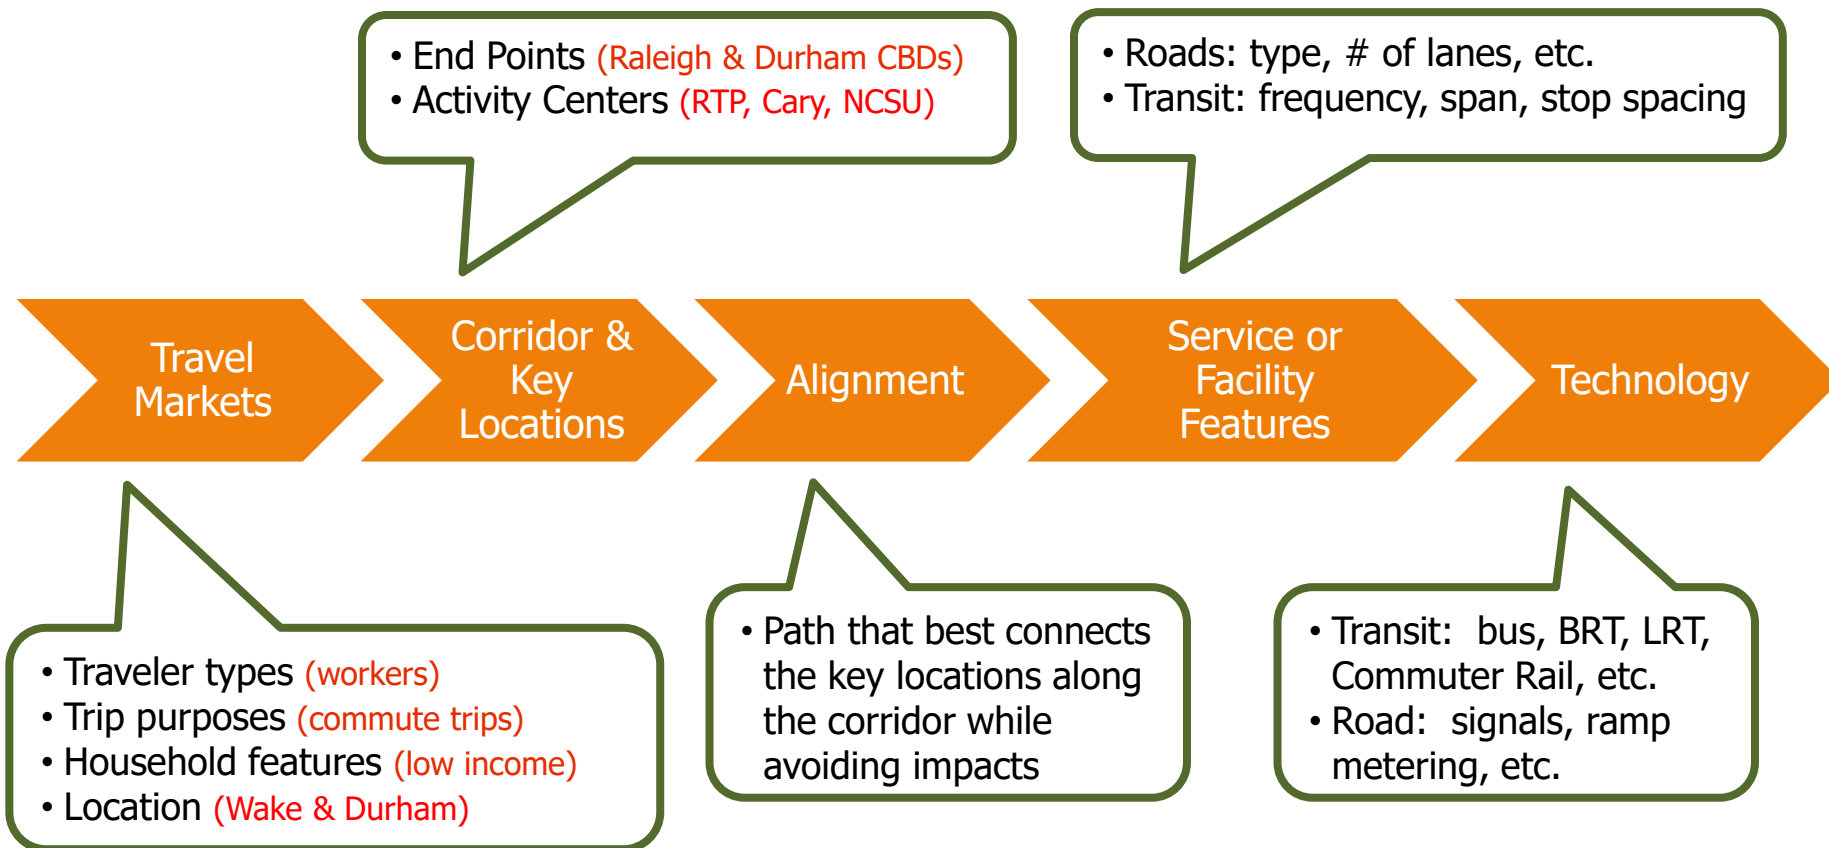 • End Points (Raleigh & Durham CBDs)
• Activity Centers (RTP, Cary, NCSU)
• Roads: type, # of lanes, etc.
• Transit: frequency, span, stop spacing
Travel
Markets
Corridor &
Key
Locations
Alignment
Service or
Facility
Features
Technology
• Traveler types (workers)
• Trip purposes (commute trips)
• Household features (low income)
• Location (Wake & Durham)
• Path that best connects
the key locations along
the corridor while
avoiding impacts
• Transit: bus, BRT, LRT,
Commuter Rail, etc.
• Road: signals, ramp
metering, etc.